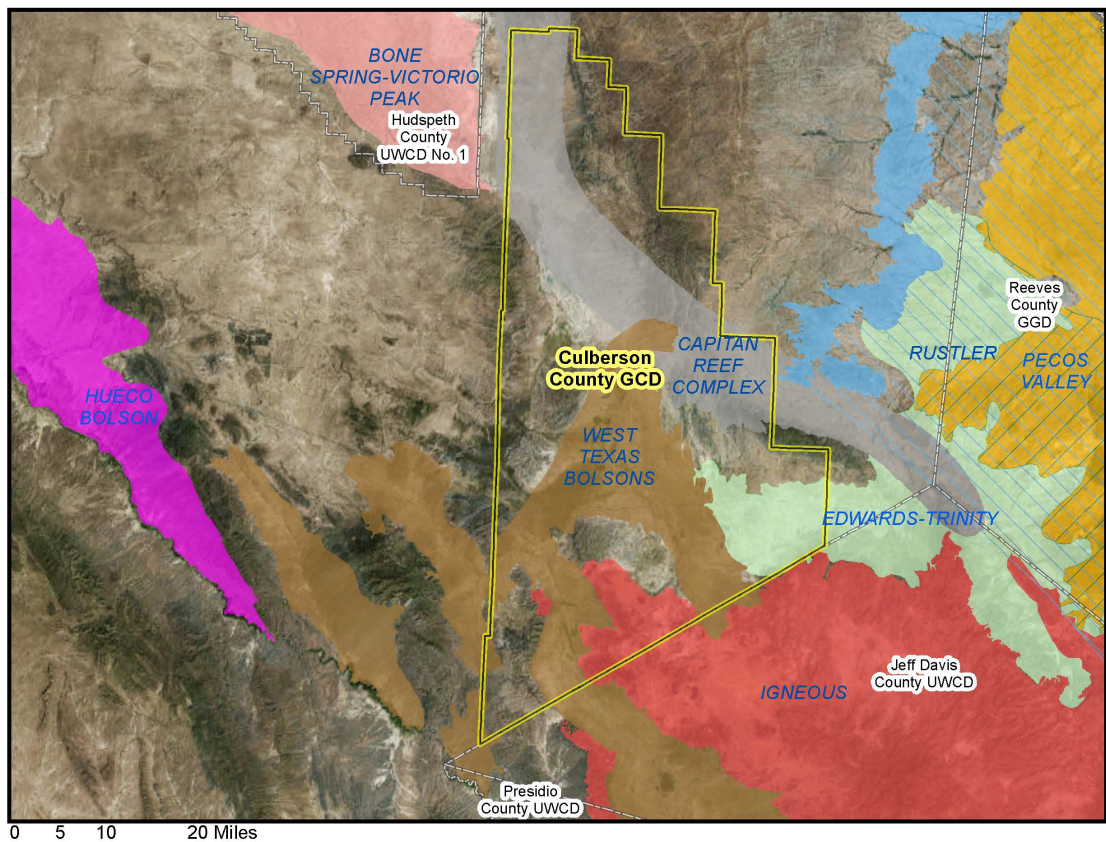 BONE
SPRING-VICTORIO
PEAK
Hudspeth
County
UWCD No. 1
Reeves
County
GGD
RUSTLER
PECOS
VALLEY
CAPITAN
REEF
COMPLEX
Culberson
County GCD
HUECO
BOLSON
WEST
TEXAS
BOLSONS
EDWARDS-TRINITY
Jeff Davis
County UWCD
IGNEOUS
Presidio
County UWCD
0 5 10 20 Miles